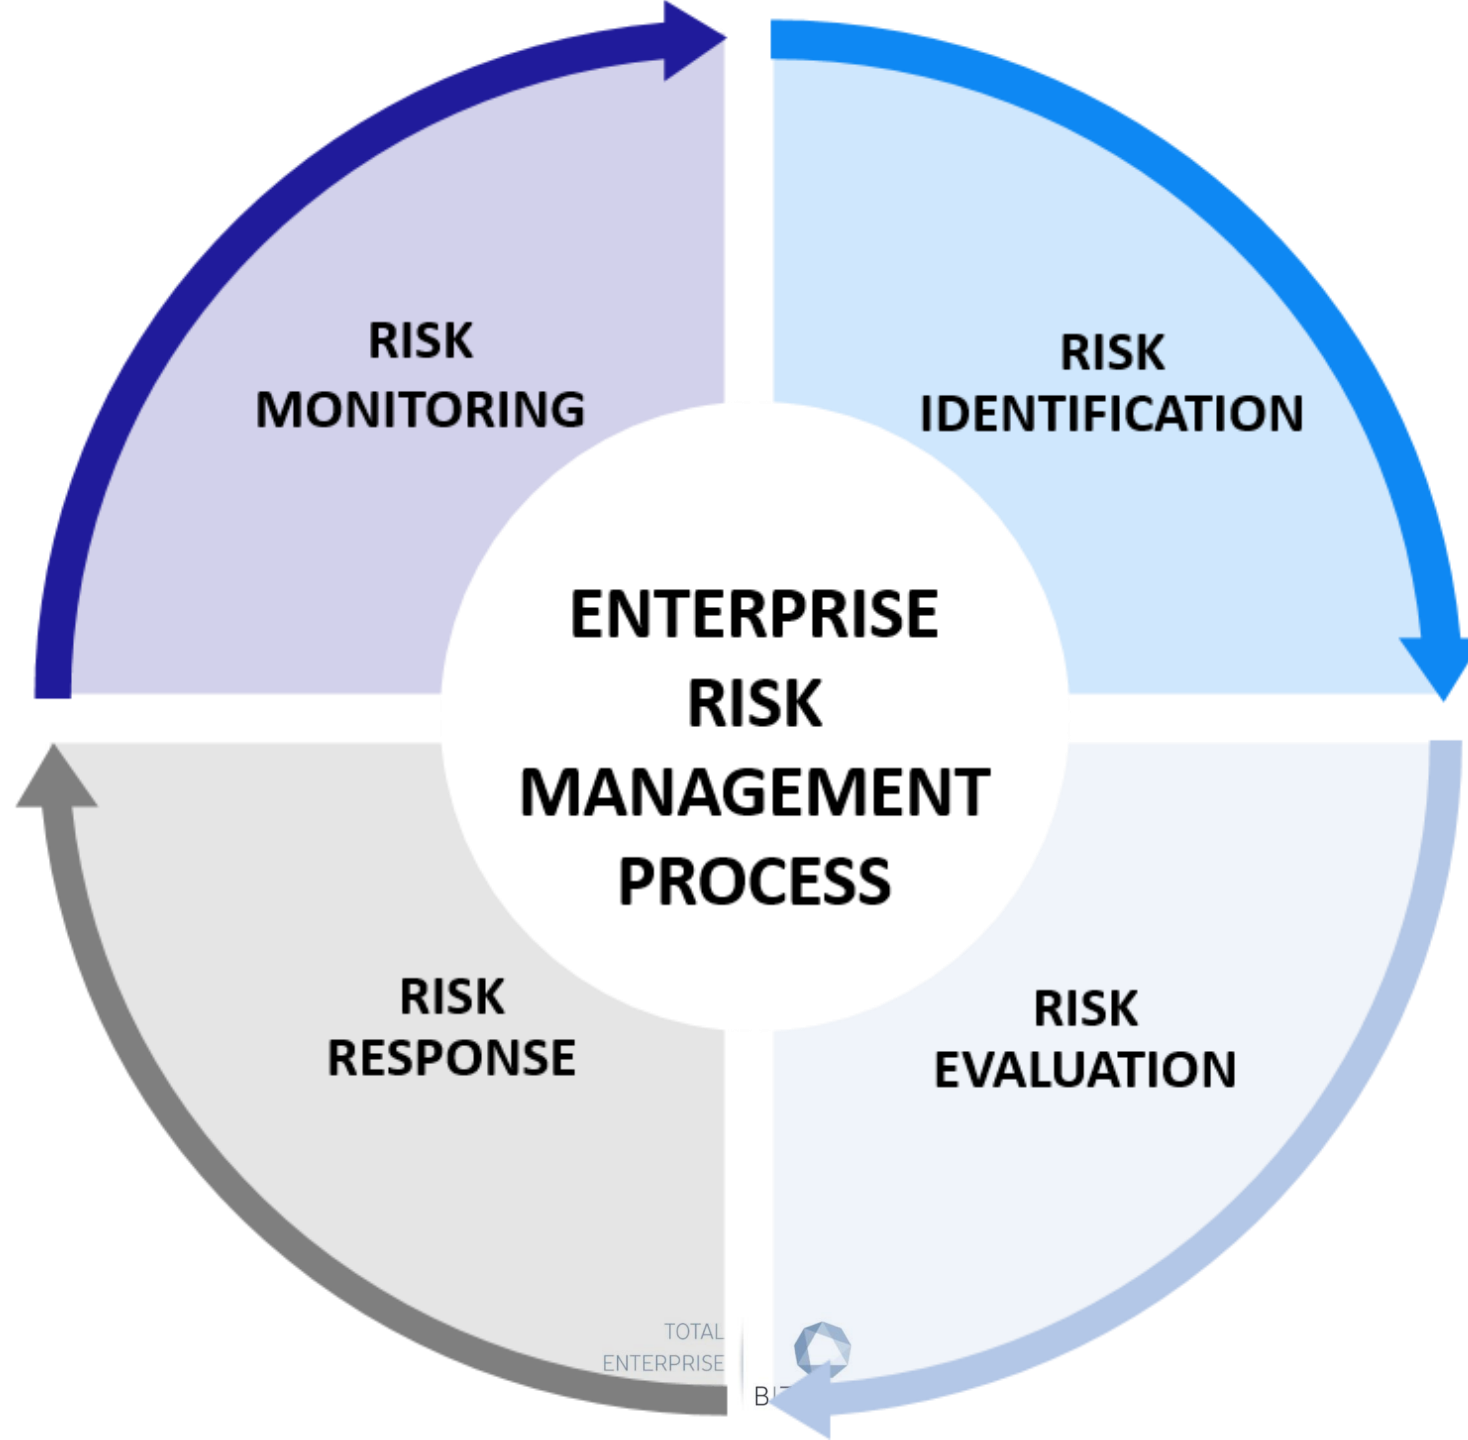 RISK
MONITORING
RISK
IDENTIFICATION
ENTERPRISE
RISK
MANAGEMENT
PROCESS
RISK
RESPONSE
RISK
EVALUATION
TOTAL
ENTERPRISE